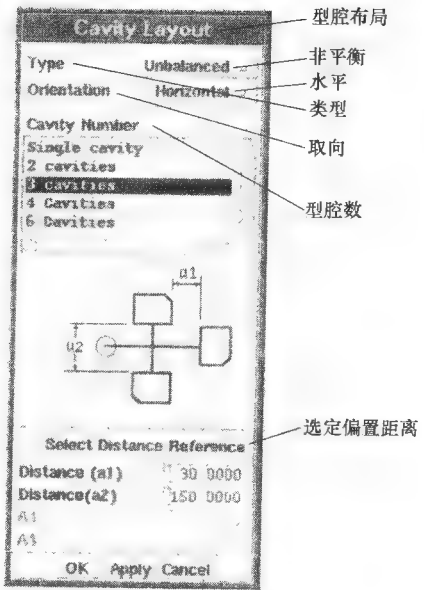 Cavity Layout
型腔布局
Type
Unbalanced
非平衡
水平
Orientation
Horizontal
类型
取向
Cavity Number
Single cavity
2 cavities
3 cavities
4 Cavities
6 Cavities
型腔数
a1
a2
选定偏置距离
Select Distance Reference
Distance (a1)
30 0000
Distance(a2)
150 0000
A1
A1
OK Apply Cancel